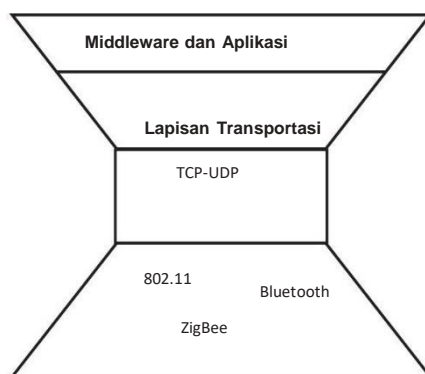 Middleware dan Aplikasi
Lapisan Transportasi
TCP-UDP
802.11
Bluetooth
ZigBee